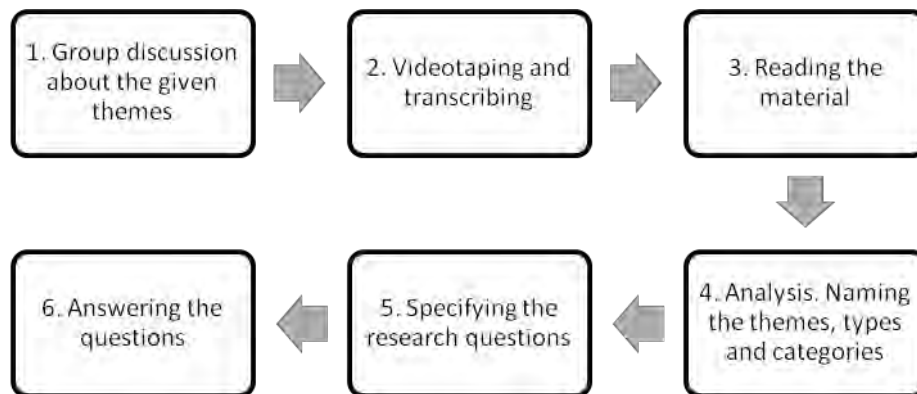 1. Group discussion
about the given
themes
2. Videotaping and
transcribing
3. Reading the
material
4. Analysis. Naming
the themes, types
and categories
5. Specifying the
research questions
6. Answering the
questions